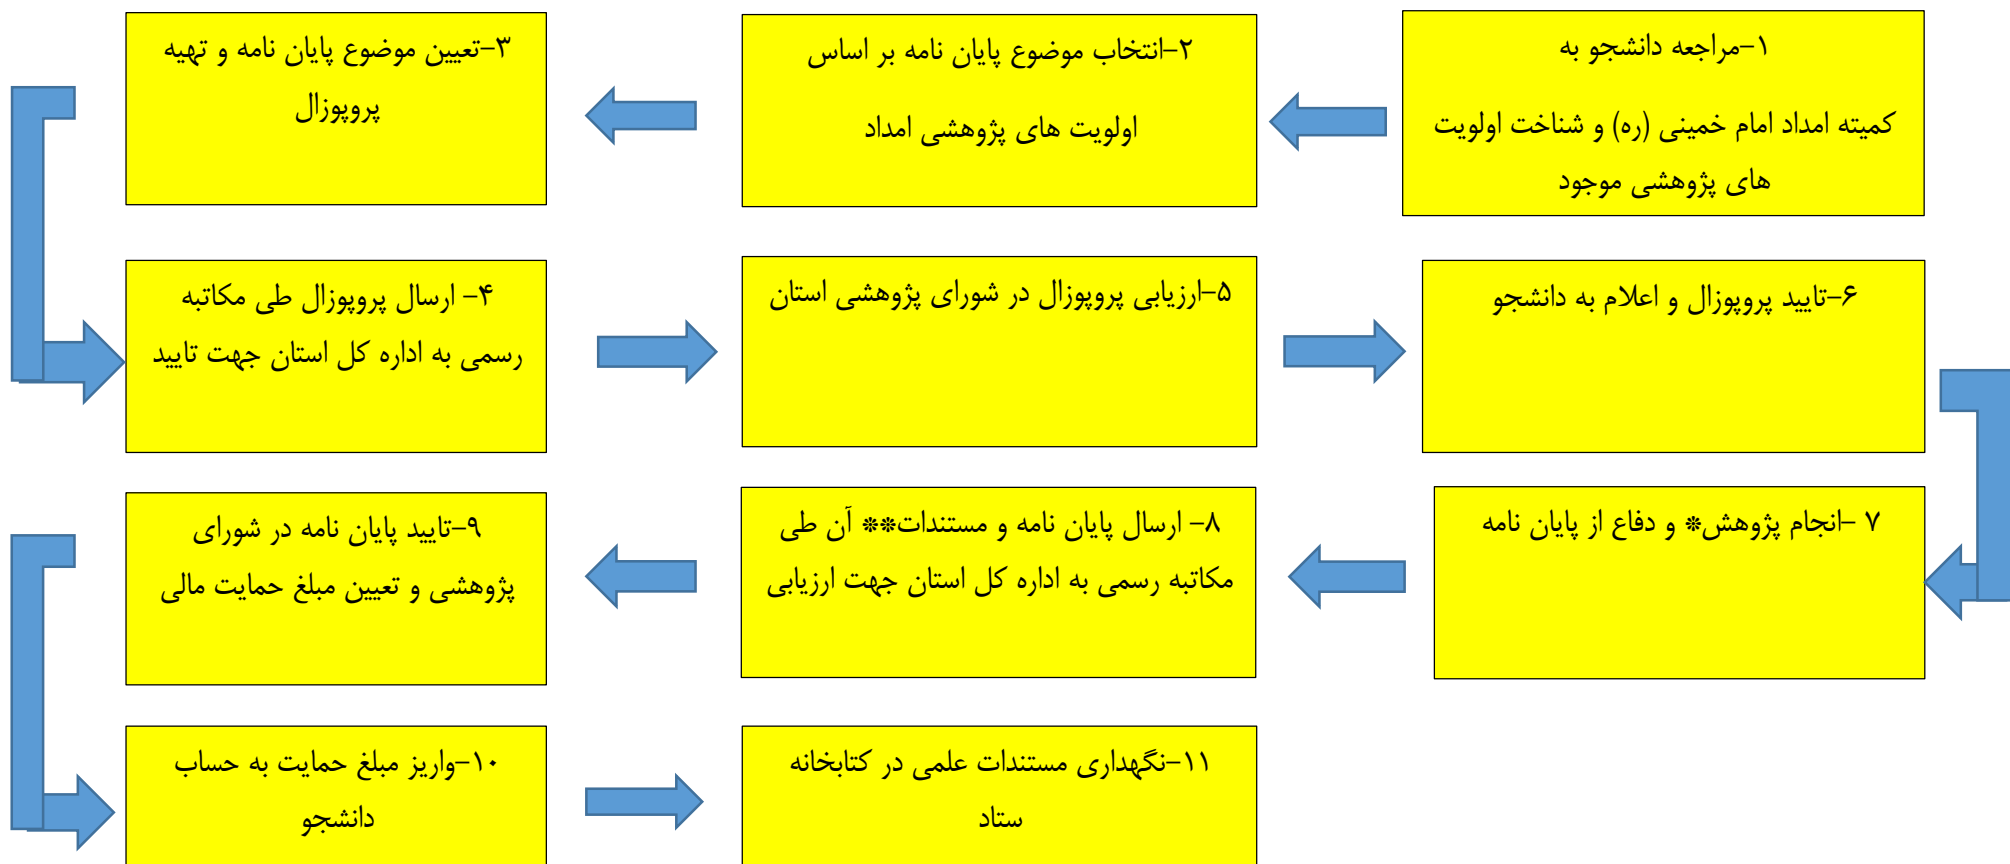 ۱-مراجعه دانشجو به
کمیته امداد امام خمینی (ره) و شناخت اولویت
های پژوهشی موجود
۲-انتخاب موضوع پایان نامه بر اساس
اولویت های پژوهشی امداد
۳-تعیین موضوع پایان نامه و تهیه
پروپوزال
۴- ارسال پروپوزال طی مکاتبه
رسمی به اداره کل استان جهت تایید
۵-ارزیابی پروپوزال در شورای پژوهشی استان
۶-تایید پروپوزال و اعلام به دانشجو
۷ -انجام پژوهش* و دفاع از پایان نامه
۸- ارسال پایان نامه و مستندات** آن طی
مکاتبه رسمی به اداره کل استان جهت ارزیابی
۹-تایید پایان نامه در شورای
پژوهشی و تعیین مبلغ حمایت مالی
۱۰-واریز مبلغ حمایت به حساب
دانشجو
۱۱-نگهداری مستندات علمی در کتابخانه
ستاد